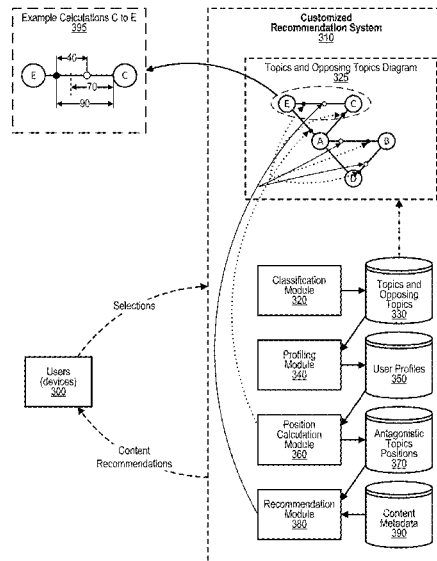 Example Calculations C to E
395
E
C
40
70
90
Customized
Recommendation System
310
Topics and Opposing Topics Diagram
325
E
C
A
B
D
Selections
Users
(devices)
300
Content
Recommendations
Classification
Module
320
Topics and
Opposing
Topics
330
Profiling
Module
340
User Profiles
350
Position
Calculation
Module
360
Antagonistic
Topics
Positions
370
Recommendation
Module
380
Content
Metadata
390